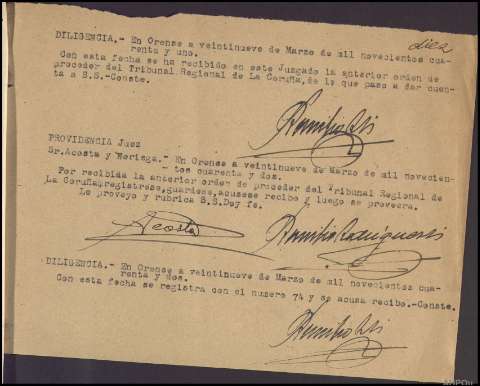 diez
DILIGENCIA.- En Orense a veintinueve de Marzo de mil novecientos cua-
renta y uno.
Con esta fecha se ha recibido en este Juzgado la anterior orden de
proceder del Tribunal Regional de La Coruña, de lo que paso a dar cuen-
ta a S.S.-Conste.
PROVIDENCIA Juez
Sr.Acosta y Noriega.- En Orense a veintinueve de Marzo de mil novecien-
tos cuarenta y dos.
Por recibida la anterior orden de proceder del Tribunal Regional de
La Coruña;registrese,guardese,acusese recibo y luego se proveera.
Lo proveyo y rubrica S.S.Doy fe.
Acosta
DILIGENCIA.- En Orense a veintinueve de Marzo de mil novecientos cua-
renta y dos.
Con esta fecha se registra con el numero 74 y se acusa recibo.-Conste.